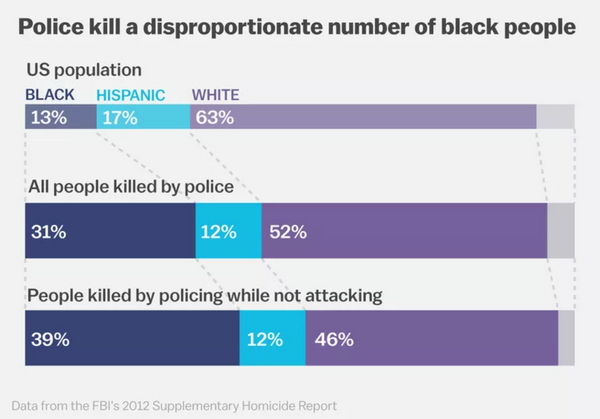 Police kill a disproportionate number of black people
US population
BLACK HISPANIC WHITE
13% 17% 63%
All people killed by police
31% 12% 52%
People killed by policing while not attacking
39% 12% 46%
Data from the FBI's 2012 Supplementary Homicide Report